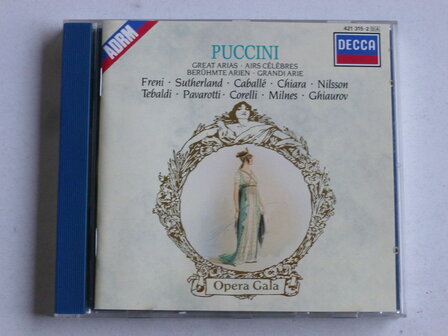 421 315-2
ADRM
DECCA
PUCCINI
GREAT ARIAS · AIRS CÉLÈBRES
BERÜHMTE ARIEN · GRANDI ARIE
Freni · Sutherland · Caballé · Chiara · Nilsson
Tebaldi · Pavarotti · Corelli · Milnes · Ghiaurov
Opera Gala